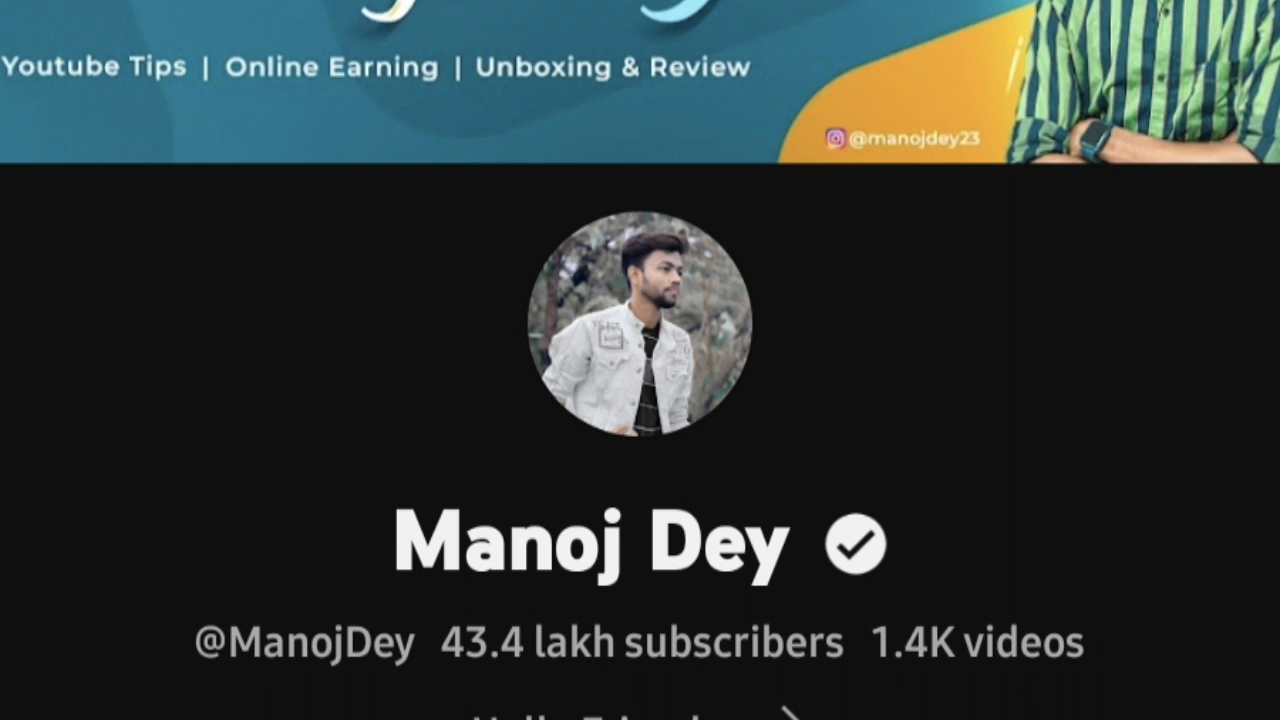 Youtube Tips | Online Earning | Unboxing & Review
@manojdey23
Manoj Dey
@ManojDey 43.4 lakh subscribers 1.4K videos